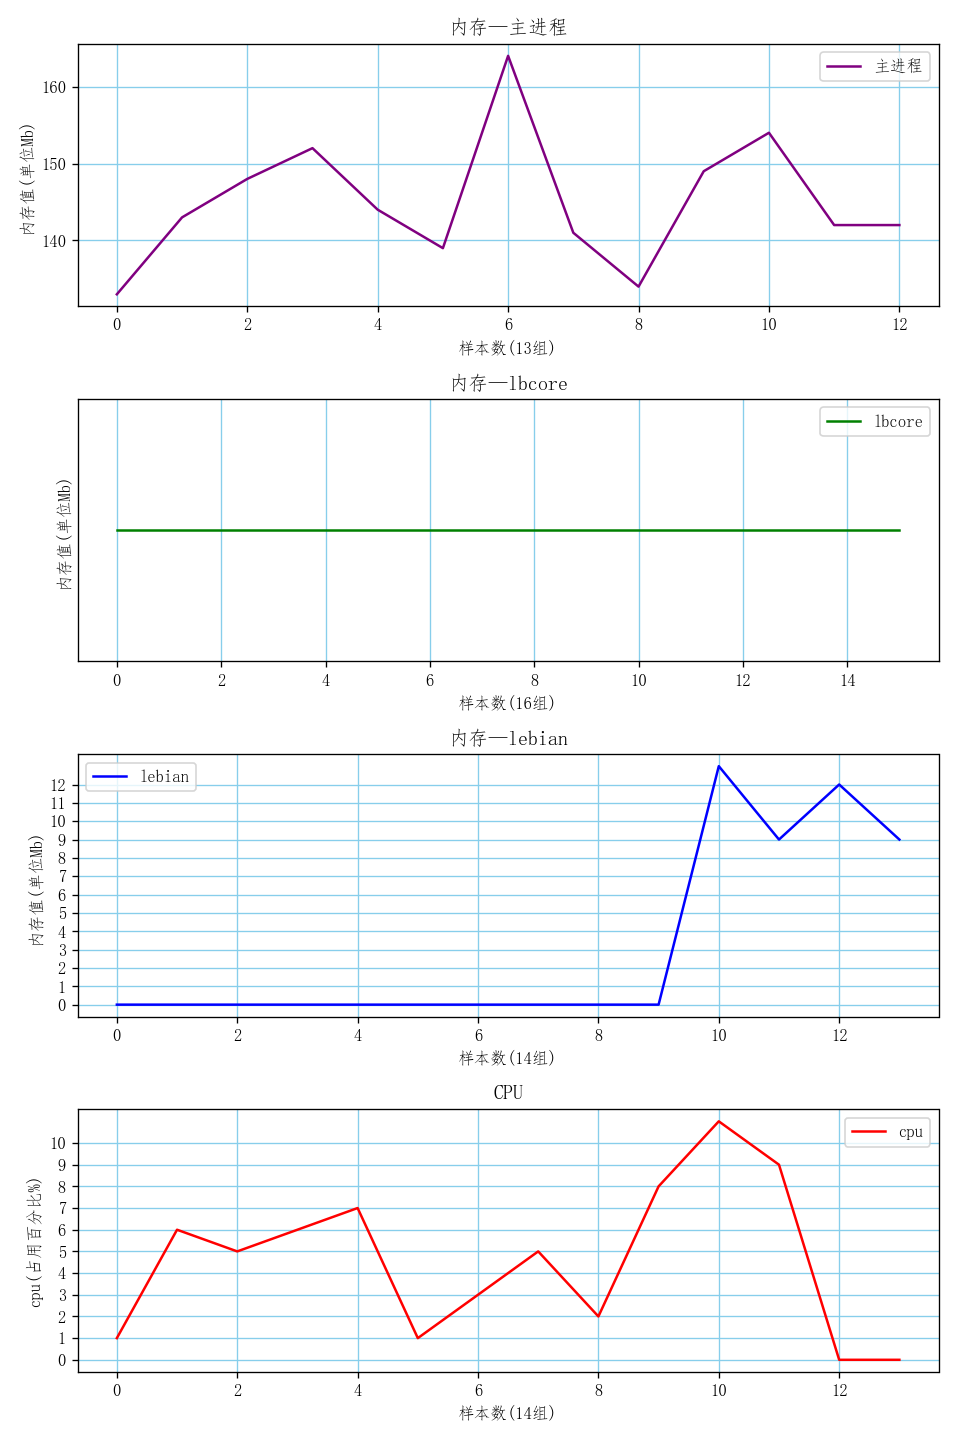 内存—主进程
主进程
内存值(单位Mb)
160
150
140
0 2 4 6 8 10 12
样本数(13组)
内存—lbcore
lbcore
内存值(单位Mb)
0 2 4 6 8 10 12 14
样本数(16组)
内存—lebian
lebian
内存值(单位Mb)
12
11
10
9
8
7
6
5
4
3
2
1
0
0 2 4 6 8 10 12
样本数(14组)
CPU
cpu
cpu(占用百分比%)
10
9
8
7
6
5
4
3
2
1
0
0 2 4 6 8 10 12
样本数(14组)